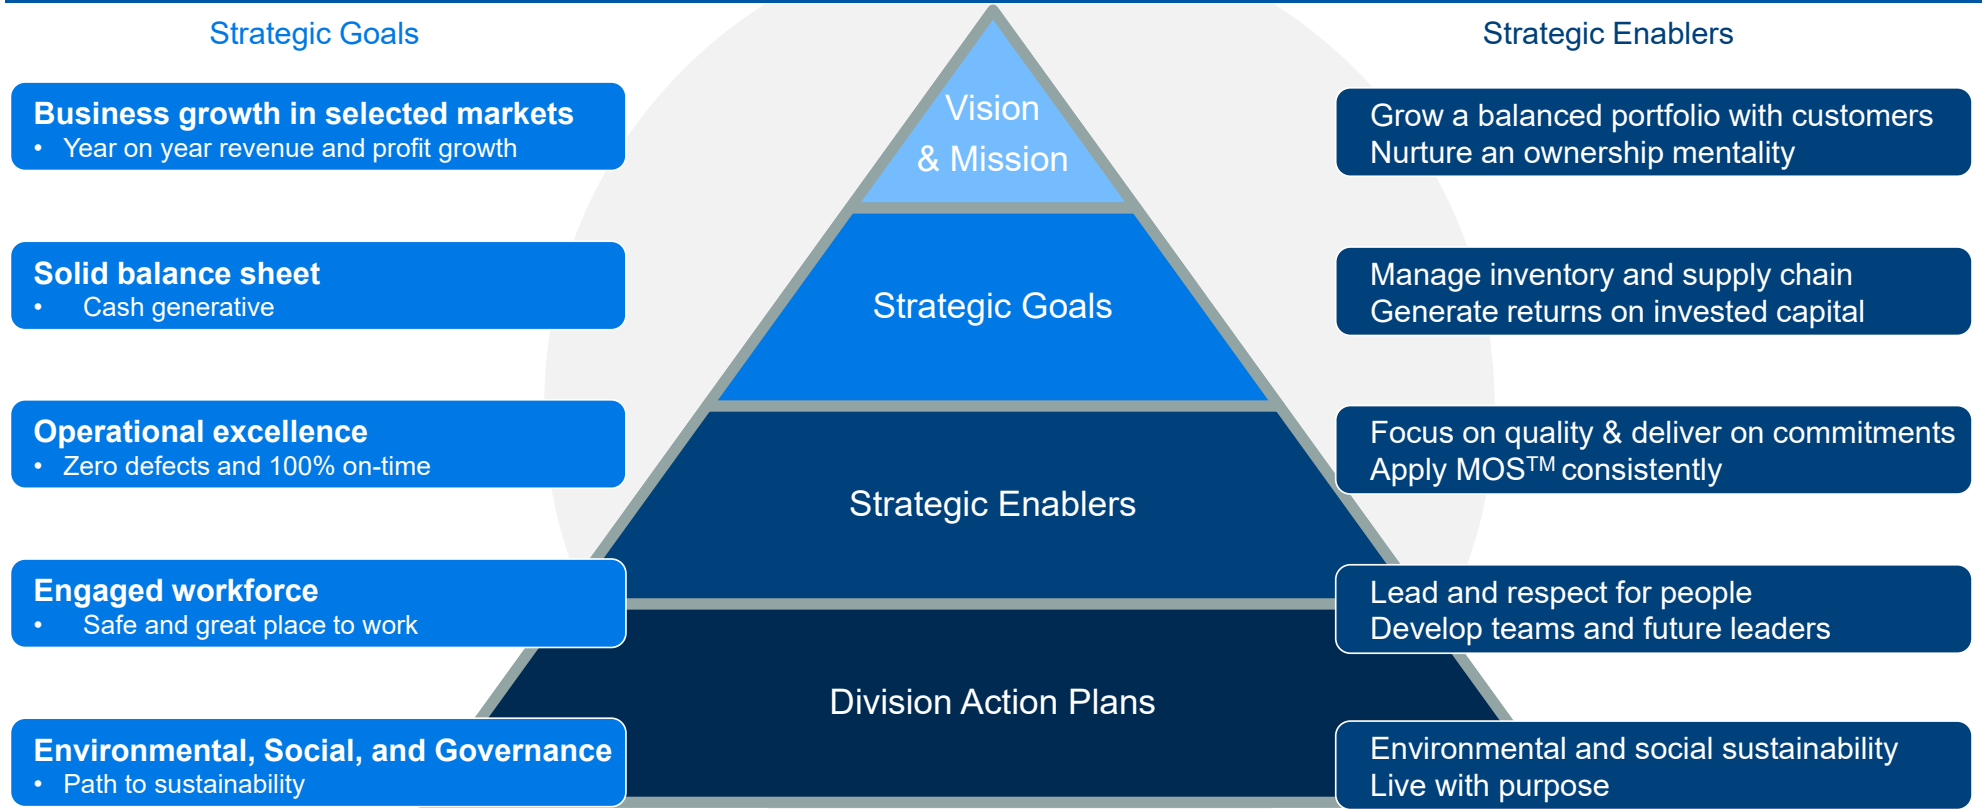 Strategic Goals
Business growth in selected markets
• Year on year revenue and profit growth
Solid balance sheet
• Cash generative
Operational excellence
• Zero defects and 100% on-time
Engaged workforce
• Safe and great place to work
Environmental, Social, and Governance
• Path to sustainability
Vision
& Mission
Strategic Goals
Strategic Enablers
Division Action Plans
Strategic Enablers
Grow a balanced portfolio with customers
Nurture an ownership mentality
Manage inventory and supply chain
Generate returns on invested capital
Focus on quality & deliver on commitments
Apply MOS™ consistently
Lead and respect for people
Develop teams and future leaders
Environmental and social sustainability
Live with purpose